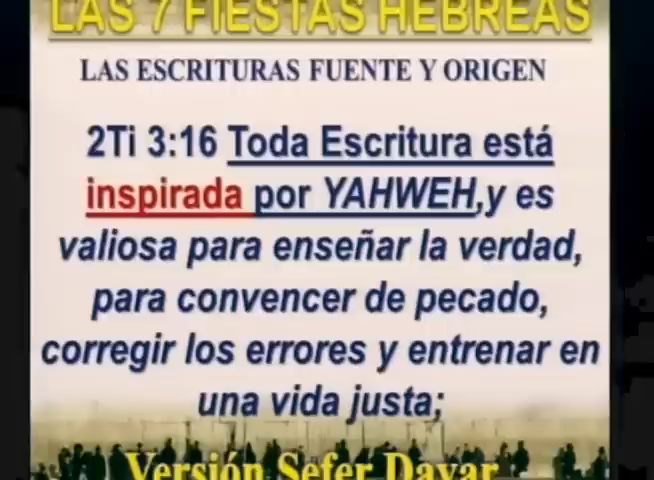 LAS 7 FIESTAS HEBREAS
LAS ESCRITURAS FUENTE Y ORIGEN
2Ti 3:16 Toda Escritura está
inspirada por YAHWEH,y es
valiosa para enseñar la verdad,
para convencer de pecado,
corregir los errores y entrenar en
una vida justa;
Versión Sefer Davar